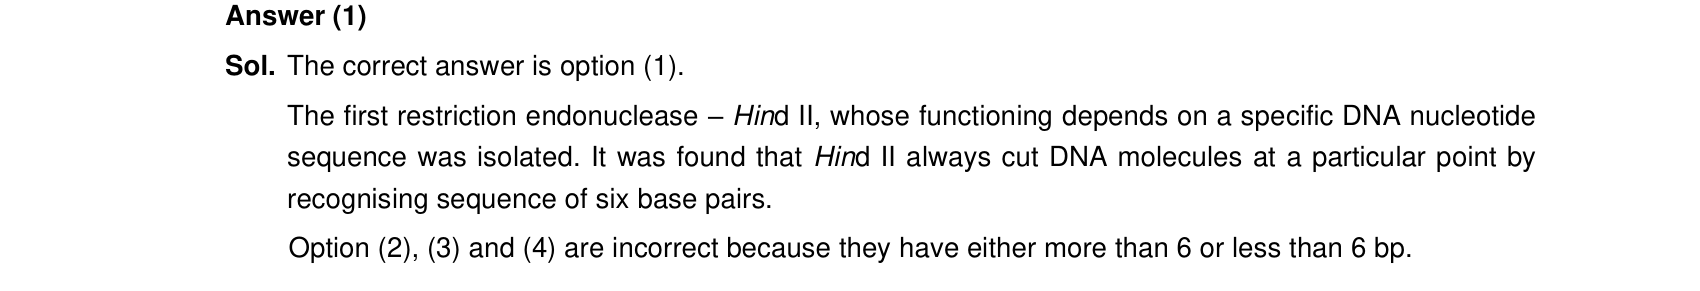 Answer (1)
Sol. The correct answer is option (1).
The first restriction endonuclease – Hind II, whose functioning depends on a specific DNA nucleotide
sequence was isolated. It was found that Hind II always cut DNA molecules at a particular point by
recognising sequence of six base pairs.
Option (2), (3) and (4) are incorrect because they have either more than 6 or less than 6 bp.